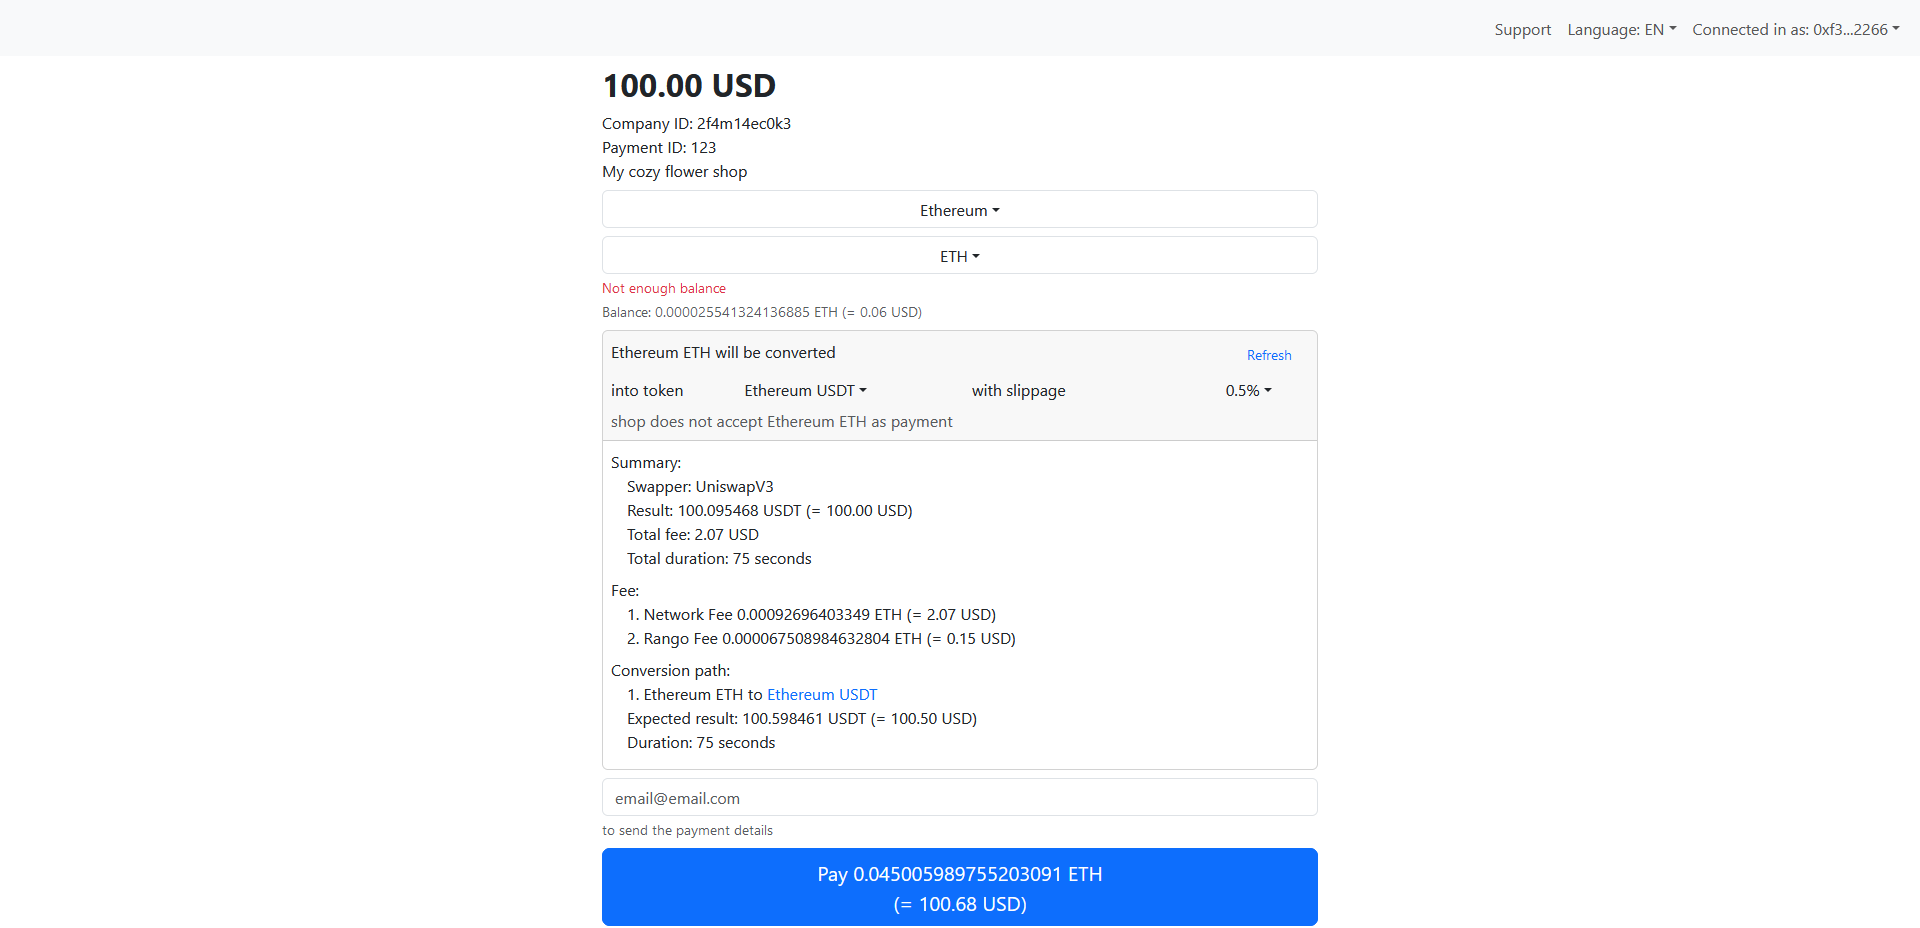 Support Language: EN Connected in as: 0xf3...2266
100.00 USD
Company ID: 2f4m14ec0k3
Payment ID: 123
My cozy flower shop
Ethereum
ETH
Not enough balance
Balance: 0.000025541324136885 ETH (= 0.06 USD)
Ethereum ETH will be converted Refresh
into token Ethereum USDT with slippage 0.5%
shop does not accept Ethereum ETH as payment
Summary:
Swapper: UniswapV3
Result: 100.095468 USDT (= 100.00 USD)
Total fee: 2.07 USD
Total duration: 75 seconds
Fee:
1. Network Fee 0.00092696403349 ETH (= 2.07 USD)
2. Rango Fee 0.000067508984632804 ETH (= 0.15 USD)
Conversion path:
1. Ethereum ETH to Ethereum USDT
Expected result: 100.598461 USDT (= 100.50 USD)
Duration: 75 seconds
email@email.com
to send the payment details
Pay 0.045005989755203091 ETH
(= 100.68 USD)